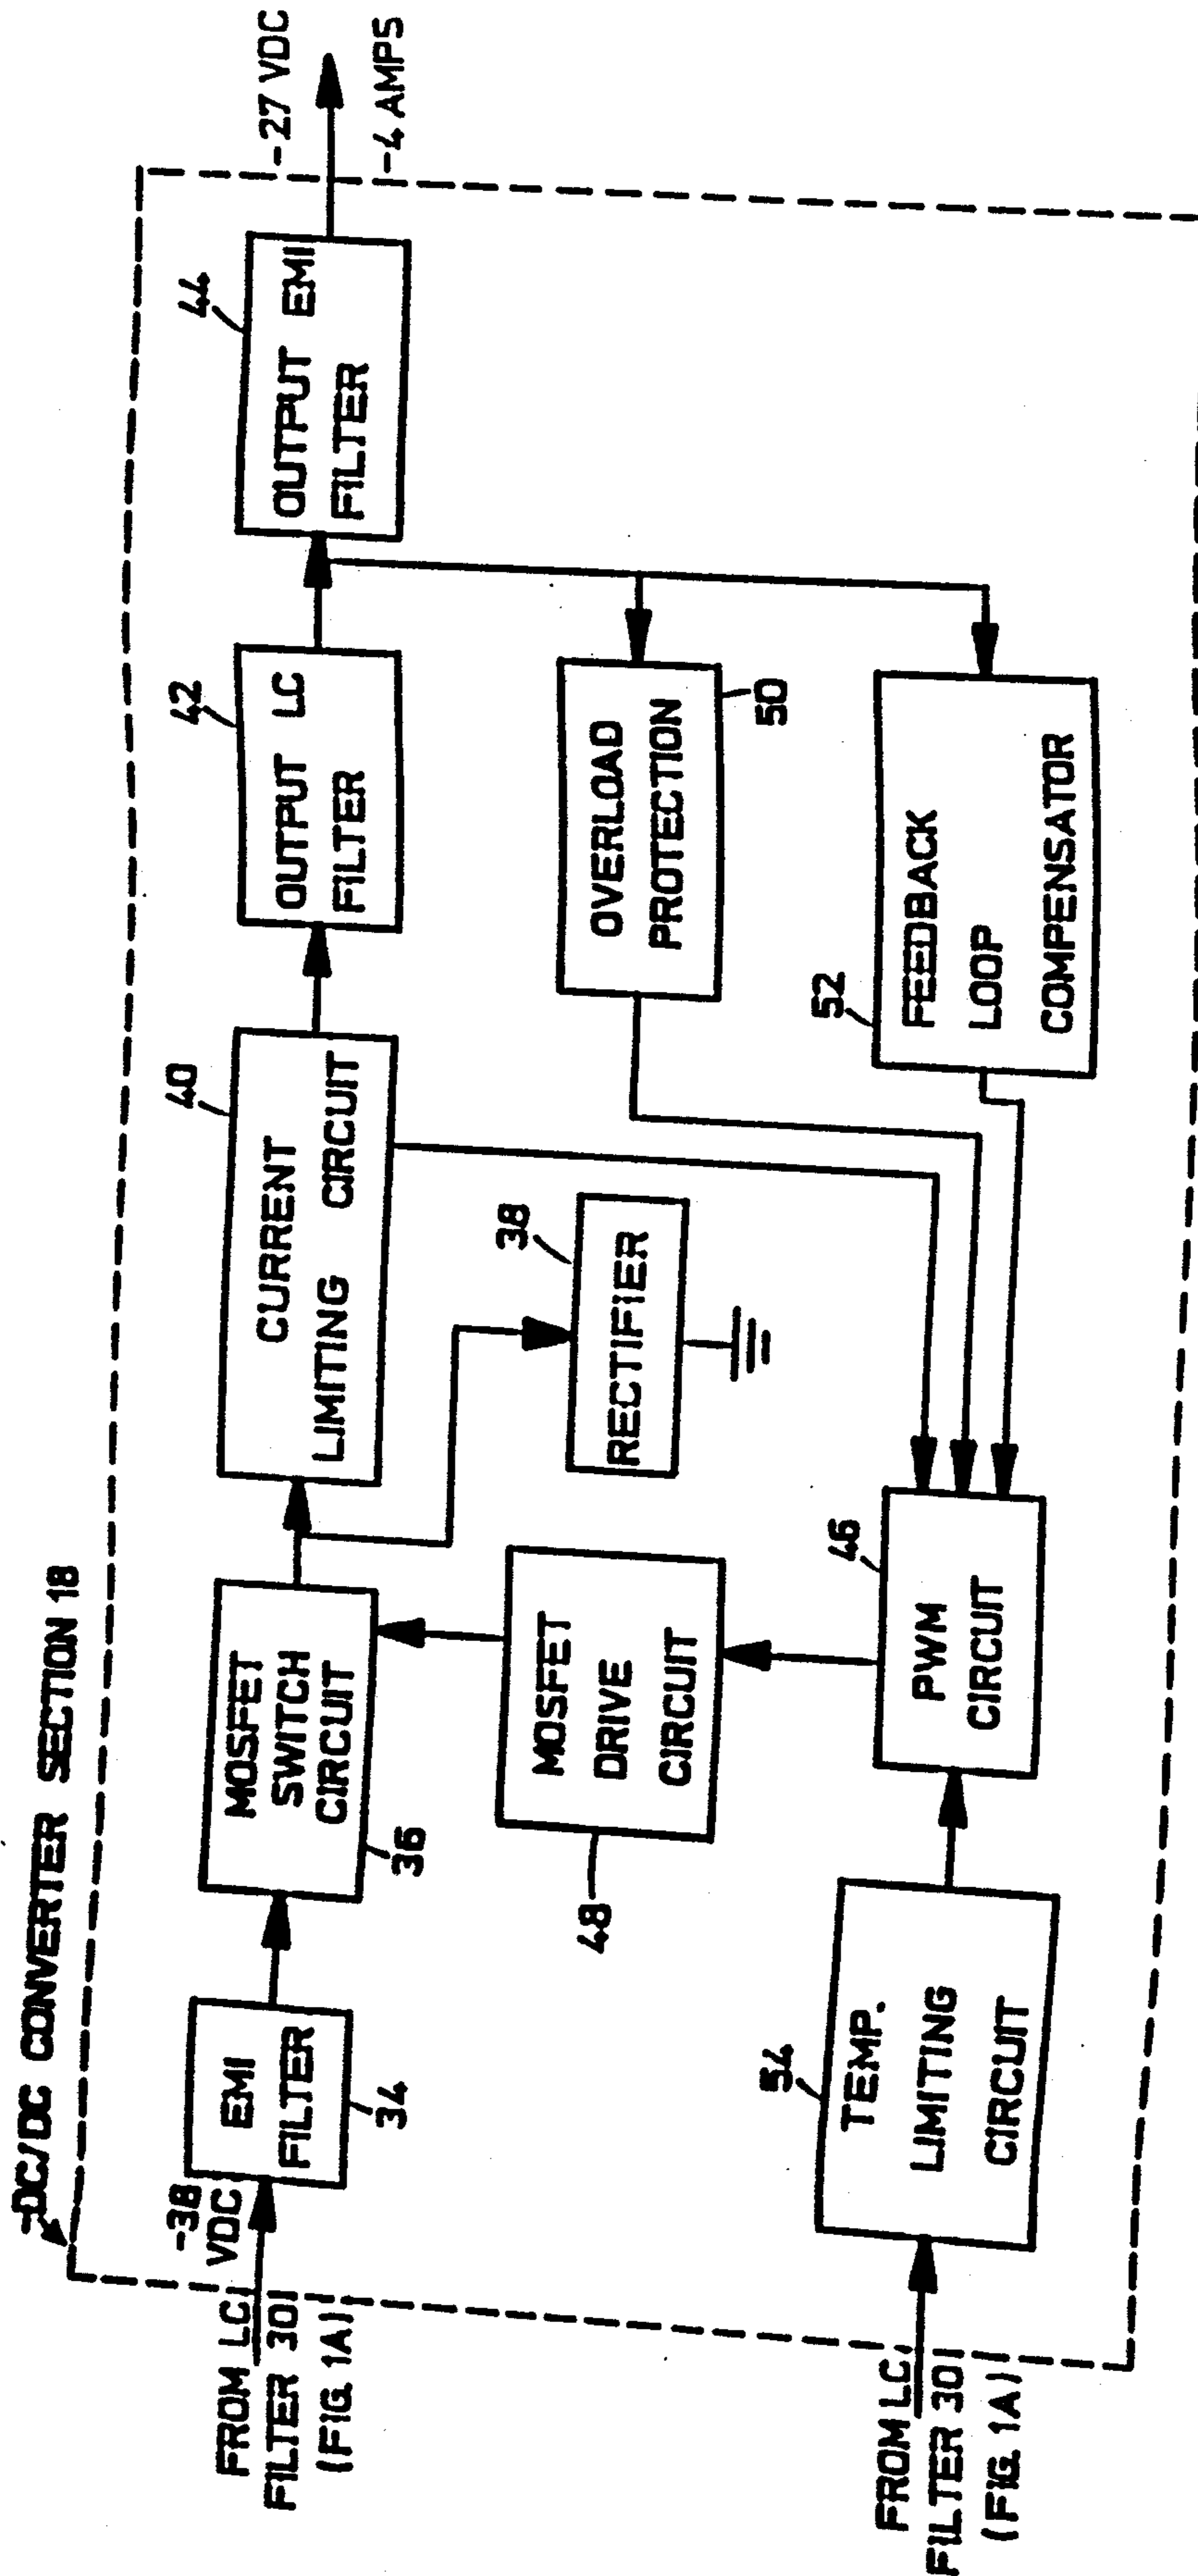 DC/DC CONVERTER SECTION 18
FROM LC
FILTER 30
(FIG. 1A)
-38
VDC
EMI
FILTER
34
MOSFET
SWITCH
CIRCUIT
36
CURRENT
LIMITING CIRCUIT
40
OUTPUT LC
FILTER
42
OUTPUT EMI
FILTER
44
-27 VDC
-4 AMPS
MOSFET
DRIVE
CIRCUIT
48
RECTIFIER
38
OVERLOAD
PROTECTION
50
FROM LC
FILTER 30
(FIG. 1A)
TEMP.
LIMITING
CIRCUIT
54
PWM
CIRCUIT
46
FEEDBACK
LOOP
COMPENSATOR
52